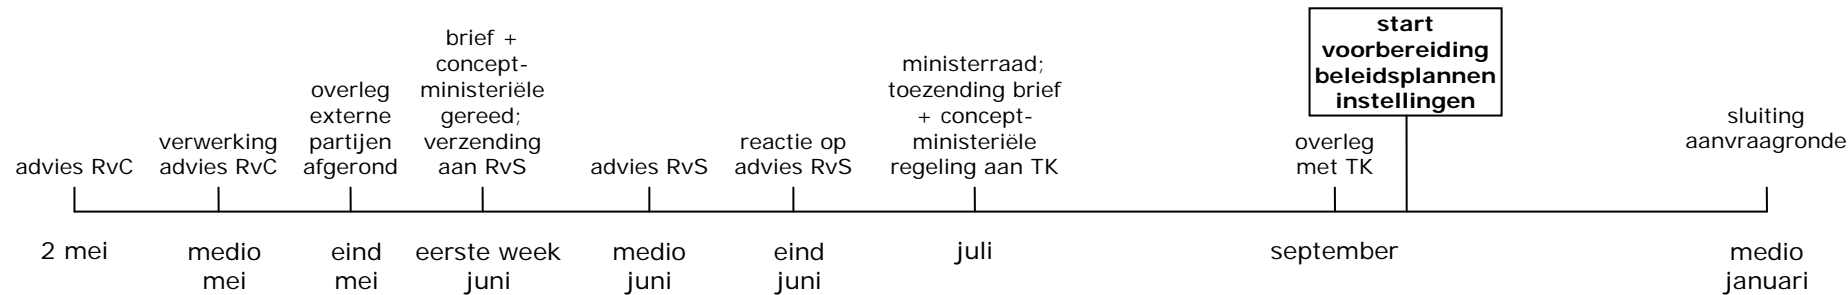 advies RvC
verwerking
advies RvC
overleg
externe
partijen
afgerond
brief +
concept-
ministeriële
gereed;
verzending
aan RvS
advies RvS
reactie op
advies RvS
ministerraad;
toezending brief
+ concept-
ministeriële
regeling aan TK
overleg
met TK
start
voorbereiding
beleidsplannen
instellingen
sluiting
aanvraagronde
2 mei
medio
mei
eind
mei
eerste week
juni
medio
juni
eind
juni
juli
september
medio
januari